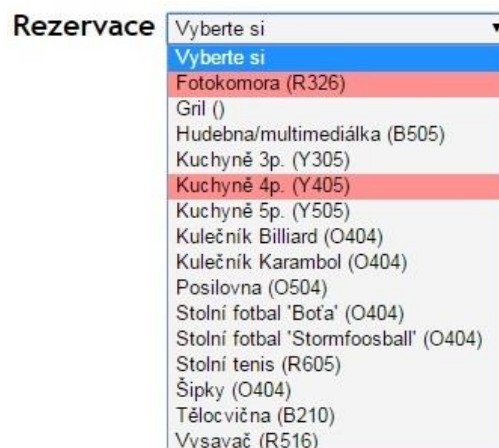 Rezervace Vyberte si
Vyberte si
Fotokomora (R326)
Gril ()
Hudebna/multimediálka (B505)
Kuchyně 3p. (Y305)
Kuchyně 4p. (Y405)
Kuchyně 5p. (Y505)
Kulečník Billiard (O404)
Kulečník Karambol (O404)
Posilovna (O504)
Stolní fotbal 'Boťa' (O404)
Stolní fotbal 'Stormfoosball' (O404)
Stolní tenis (R605)
Šipky (O404)
Tělocvična (B210)
Vysavač (R516)